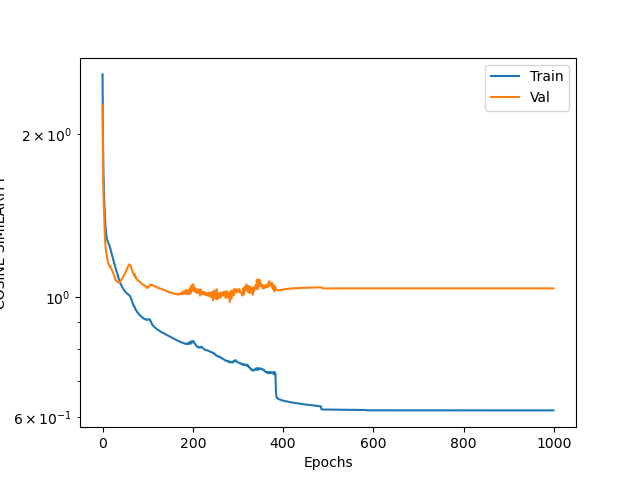 Train
Val
2 × 10⁰
10⁰
6 × 10⁻¹
COSINE SIMILARITY
0 200 400 600 800 1000
Epochs